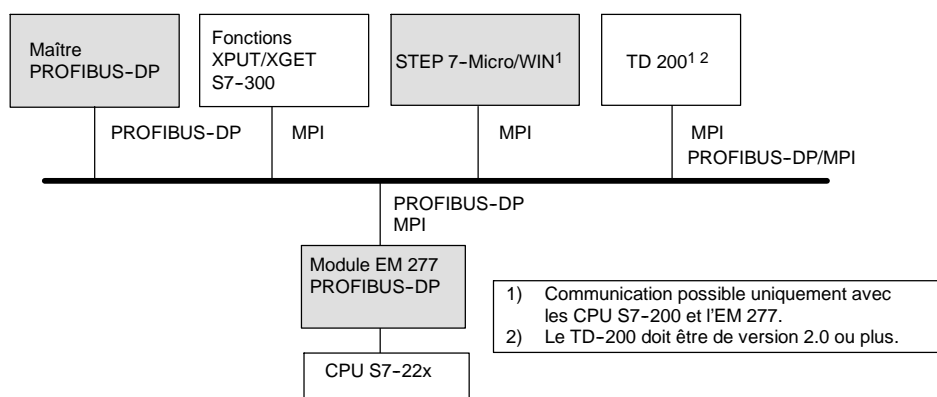 Maître
PROFIBUS-DP
Fonctions
XPUT/XGET
S7-300
STEP 7-Micro/WIN¹
TD 200¹ ²
PROFIBUS-DP
MPI
MPI
MPI
PROFIBUS-DP/MPI
PROFIBUS-DP
MPI
Module EM 277
PROFIBUS-DP
CPU S7-22x
1) Communication possible uniquement avec
les CPU S7-200 et l'EM 277.
2) Le TD-200 doit être de version 2.0 ou plus.